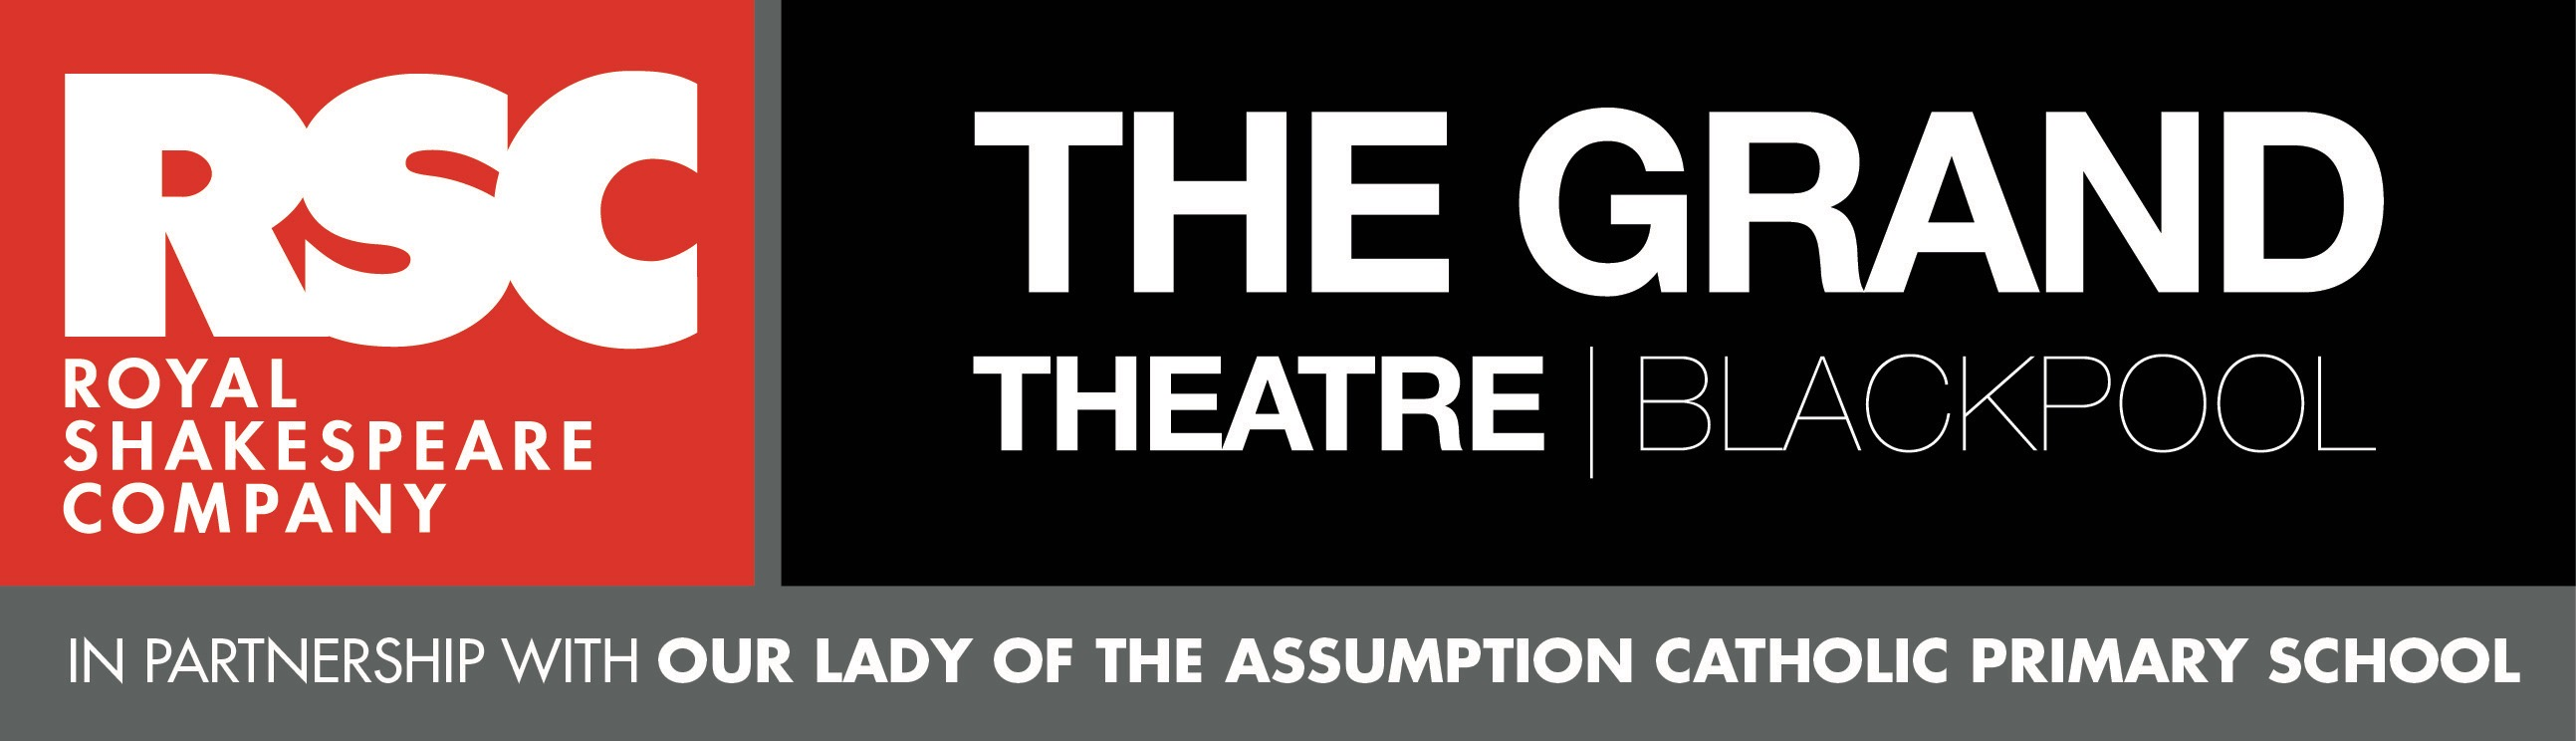 RSC
ROYAL
SHAKESPEARE
COMPANY
THE GRAND
THEATRE | BLACKPOOL
IN PARTNERSHIP WITH OUR LADY OF THE ASSUMPTION CATHOLIC PRIMARY SCHOOL